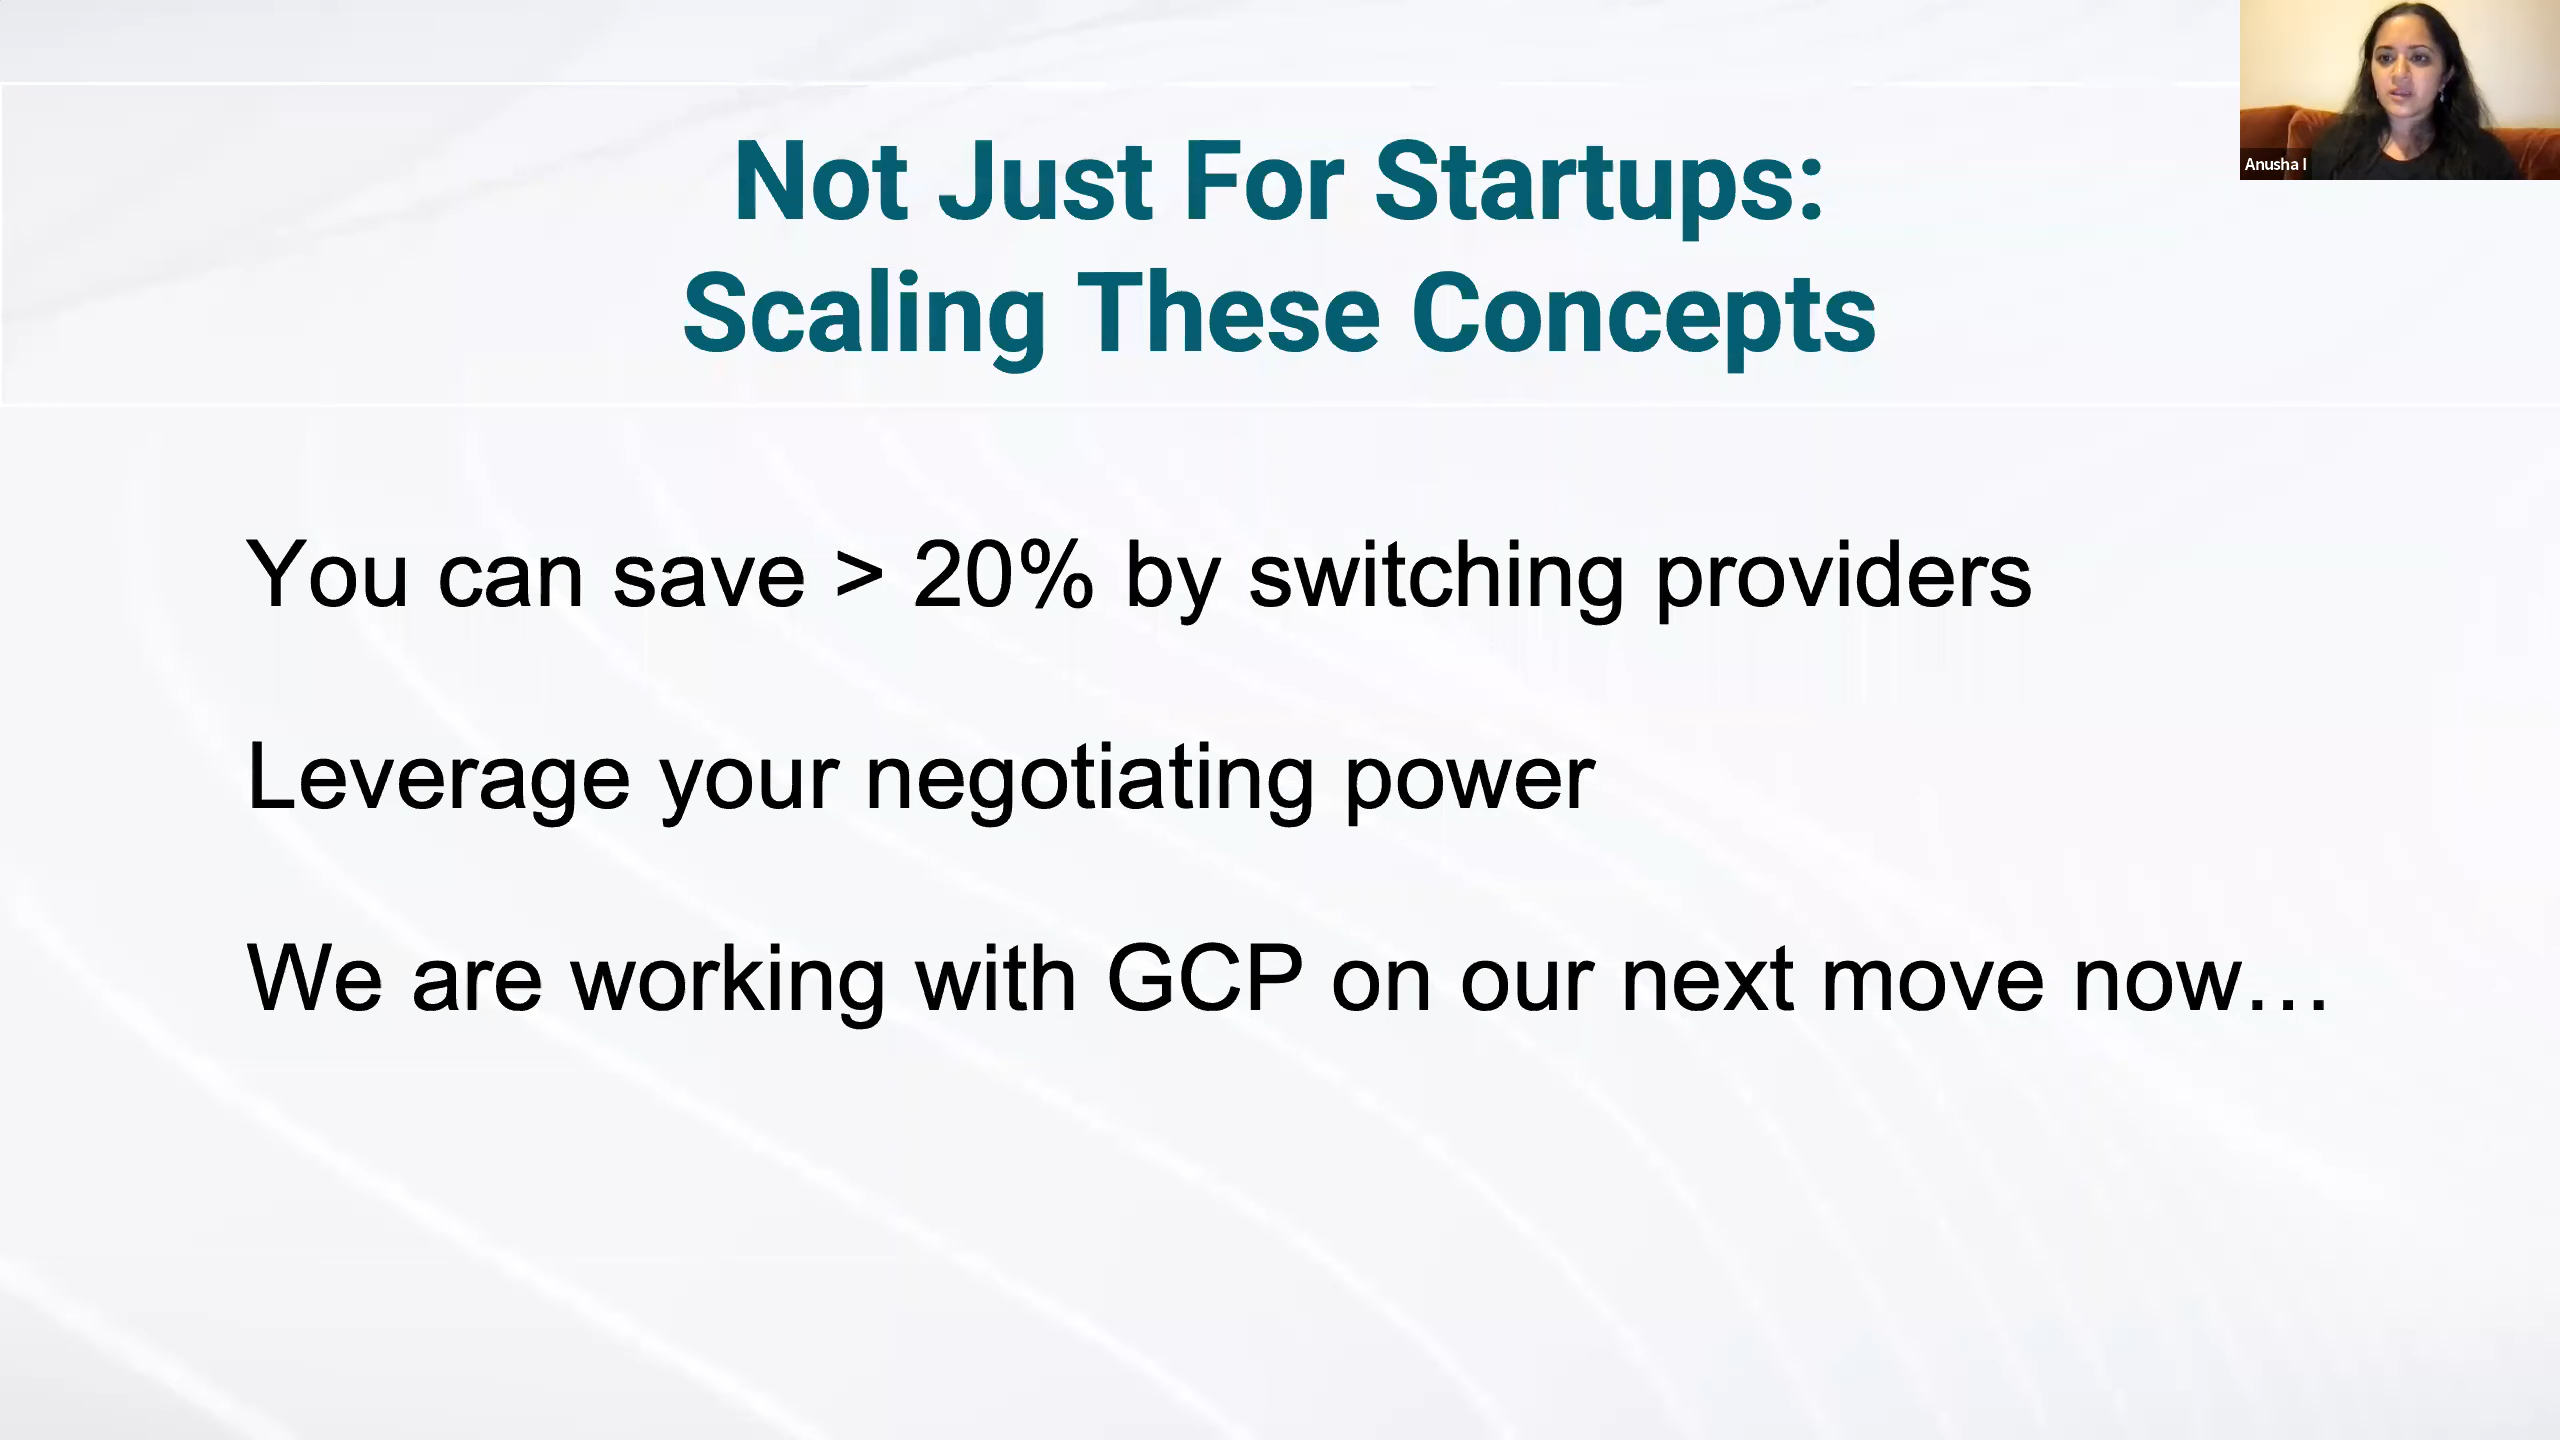 Not Just For Startups:
Scaling These Concepts
Anusha I
You can save > 20% by switching providers
Leverage your negotiating power
We are working with GCP on our next move now…